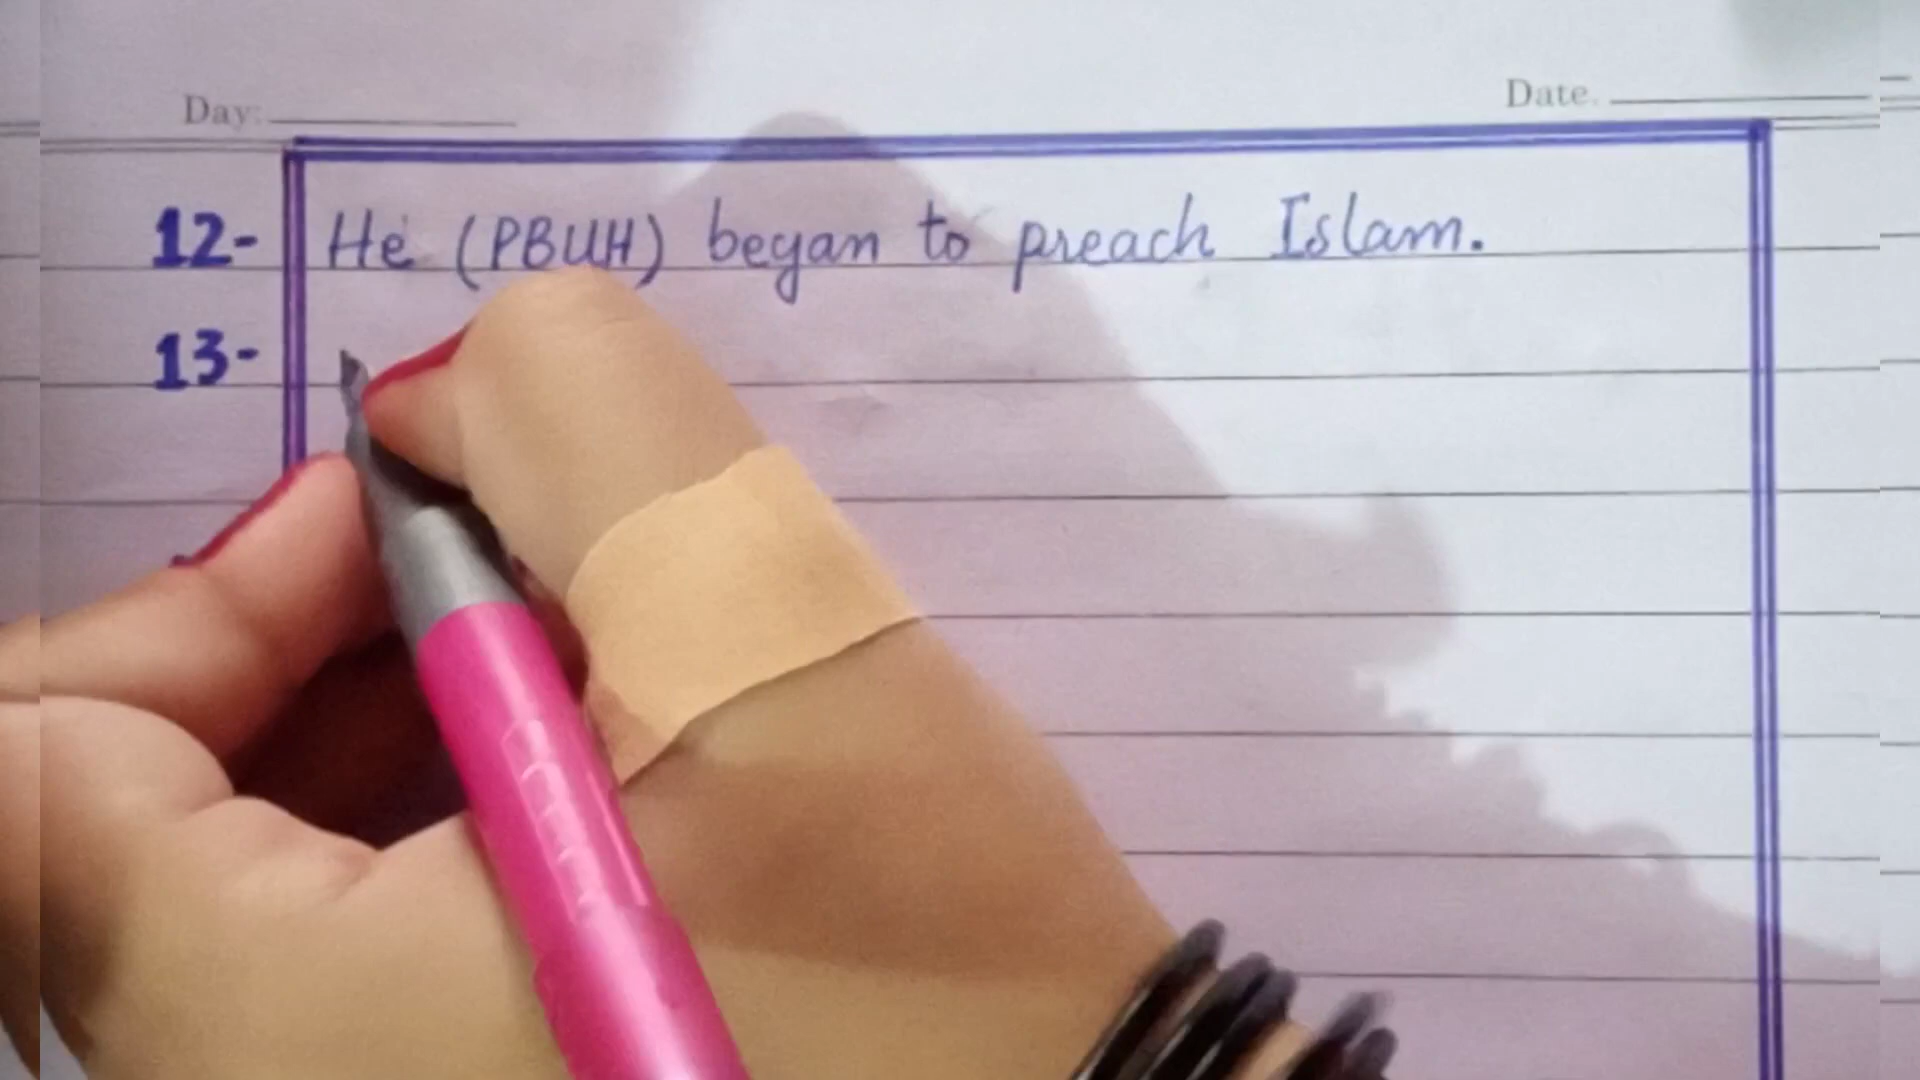 Day:
Date.
12- He (PBUH) began to preach Islam.
13-